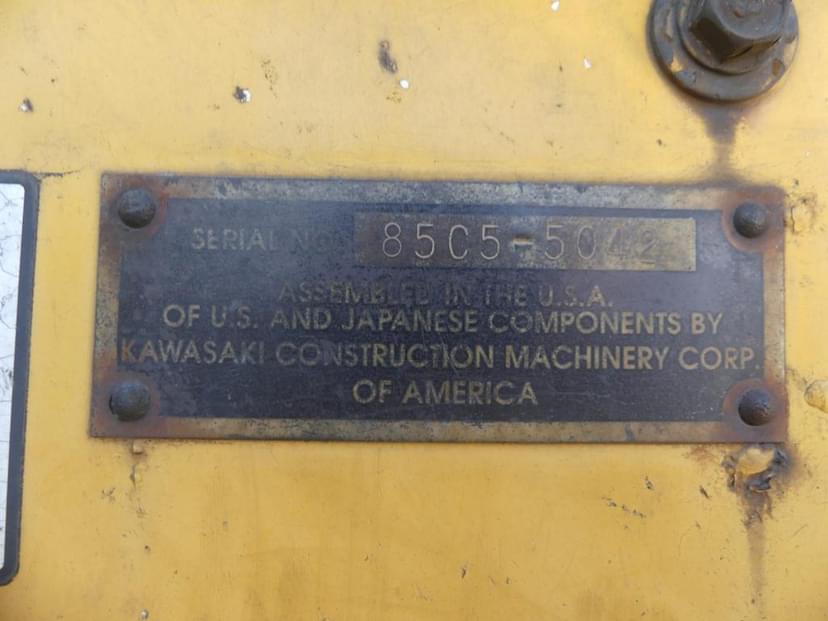 SERIAL NO. 85C5-5042
ASSEMBLED IN THE U.S.A.
OF U.S. AND JAPANESE COMPONENTS BY
KAWASAKI CONSTRUCTION MACHINERY CORP.
OF AMERICA